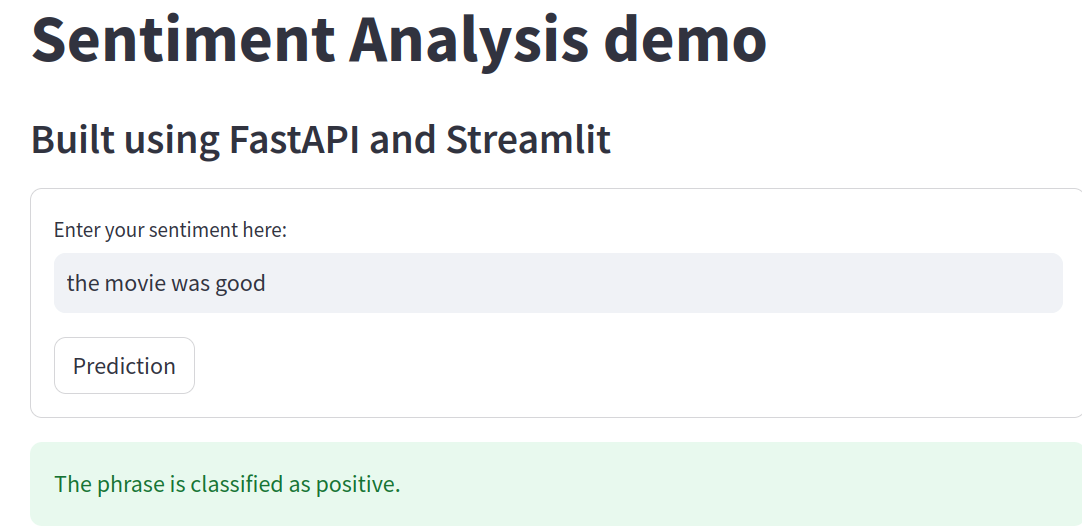 Sentiment Analysis demo
Built using FastAPI and Streamlit
Enter your sentiment here:
the movie was good
Prediction
The phrase is classified as positive.